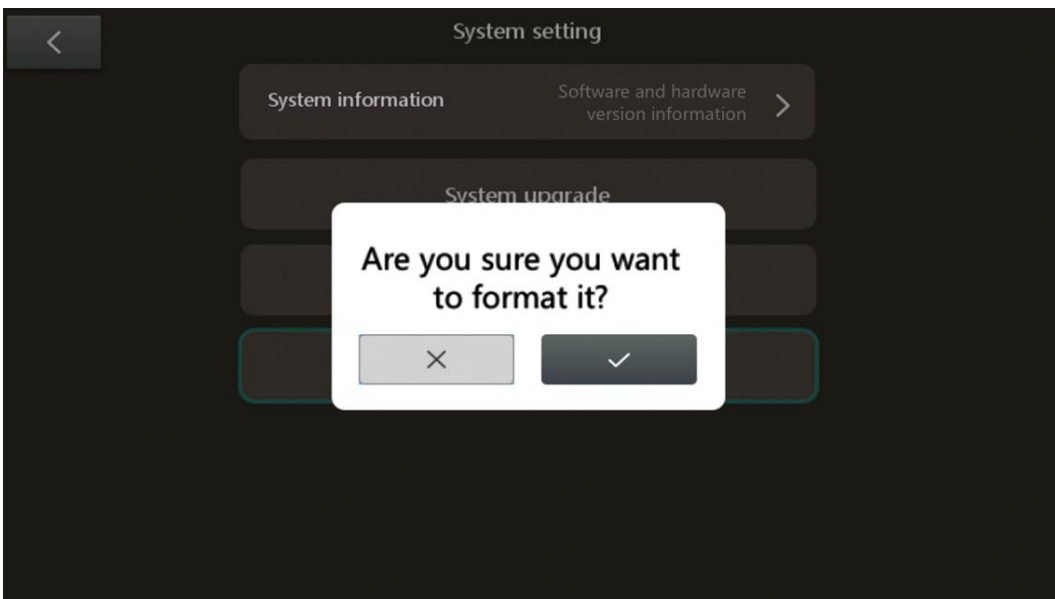 System setting
System information
Software and hardware
version information
System upgrade
Are you sure you want
to format it?